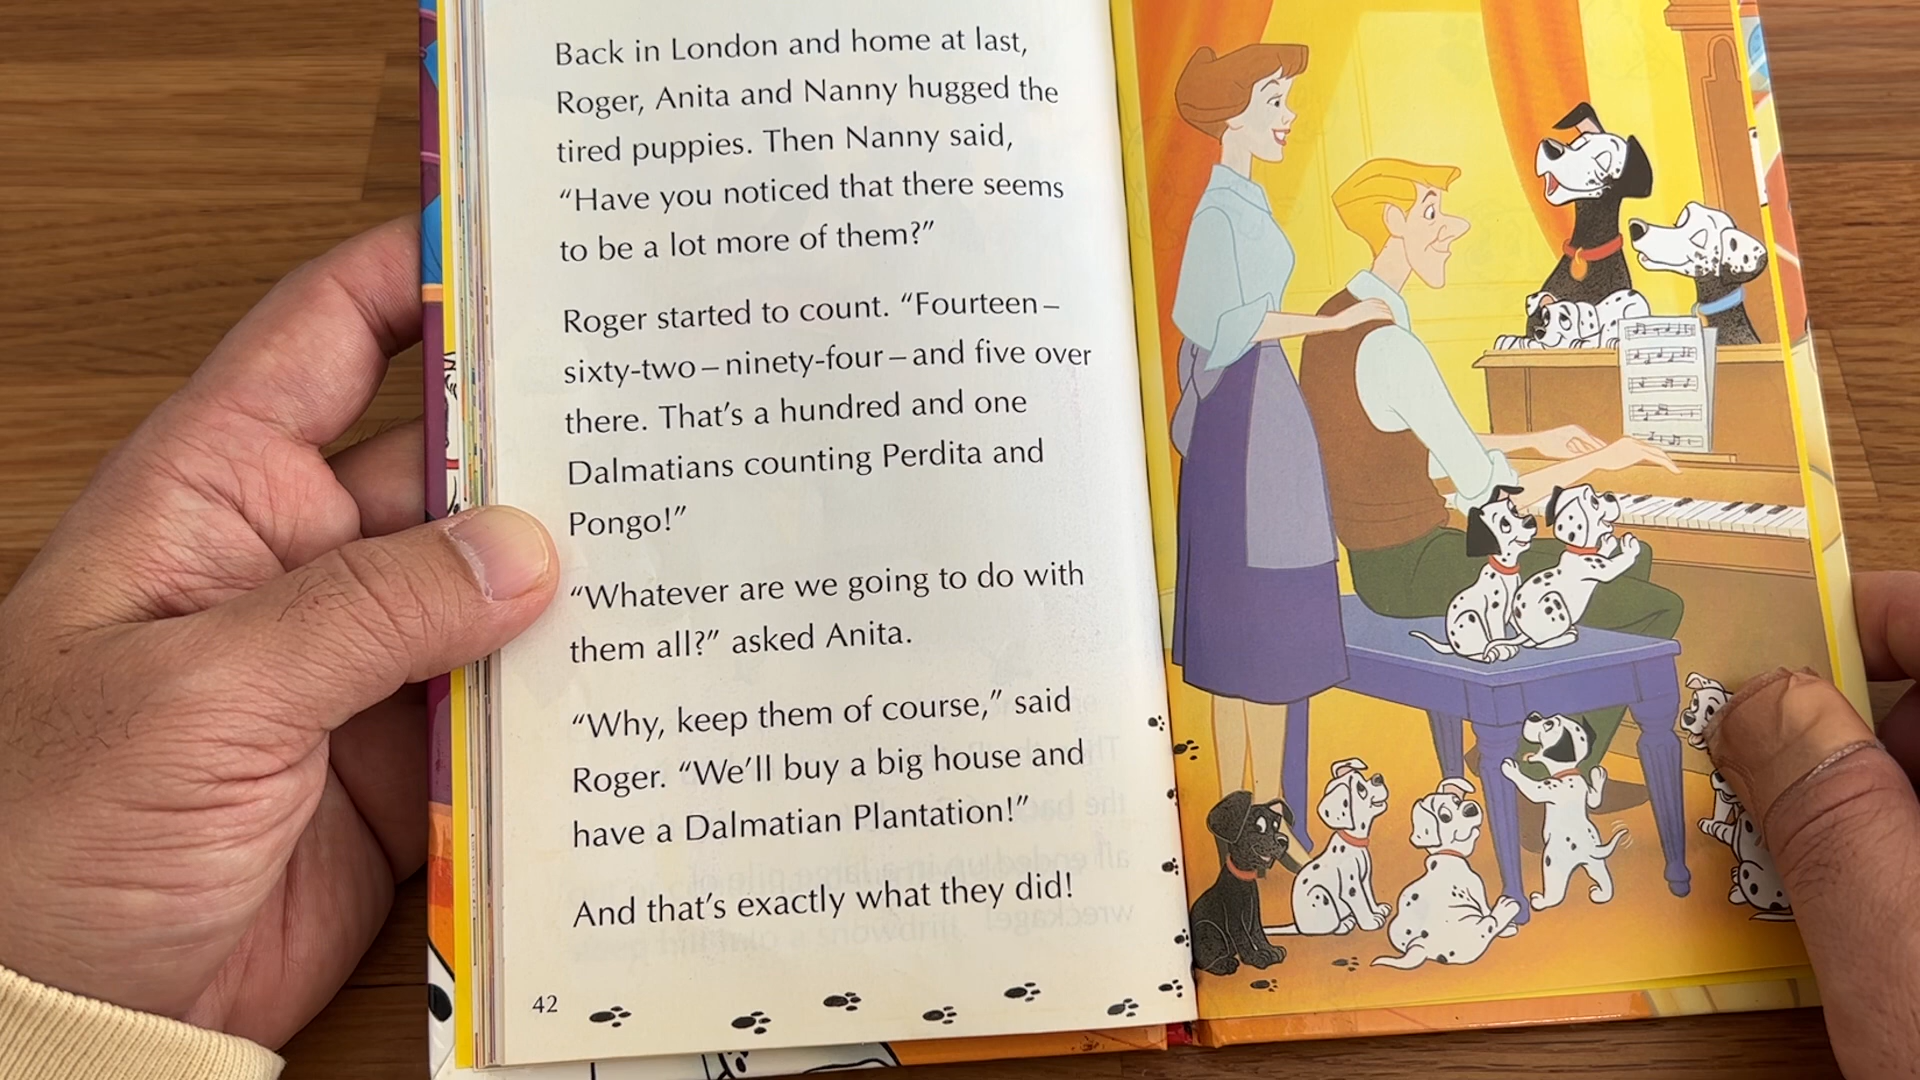 Back in London and home at last,
Roger, Anita and Nanny hugged the
tired puppies. Then Nanny said,
“Have you noticed that there seems
to be a lot more of them?”
Roger started to count. “Fourteen –
sixty-two – ninety-four – and five over
there. That’s a hundred and one
Dalmatians counting Perdita and
Pongo!”
“Whatever are we going to do with
them all?” asked Anita.
“Why, keep them of course,” said
Roger. “We’ll buy a big house and
have a Dalmatian Plantation!”
And that’s exactly what they did!
42